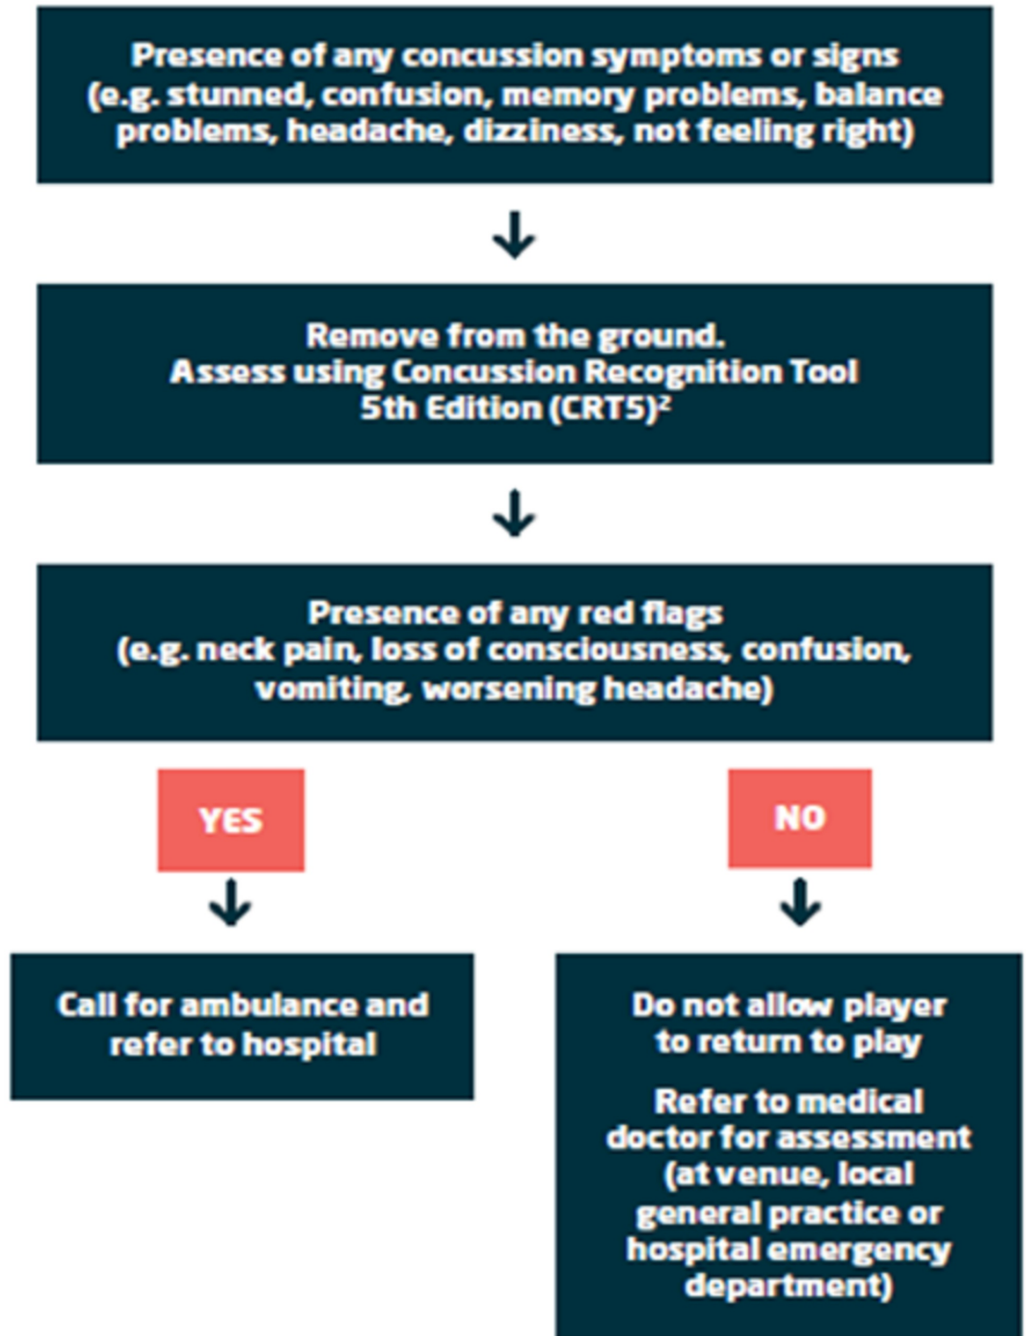 Presence of any concussion symptoms or signs
(e.g. stunned, confusion, memory problems, balance
problems, headache, dizziness, not feeling right)
Remove from the ground.
Assess using Concussion Recognition Tool
5th Edition (CRT5)²
Presence of any red flags
(e.g. neck pain, loss of consciousness, confusion,
vomiting, worsening headache)
YES
NO
Call for ambulance and
refer to hospital
Do not allow player
to return to play
Refer to medical
doctor for assessment
(at venue, local
general practice or
hospital emergency
department)